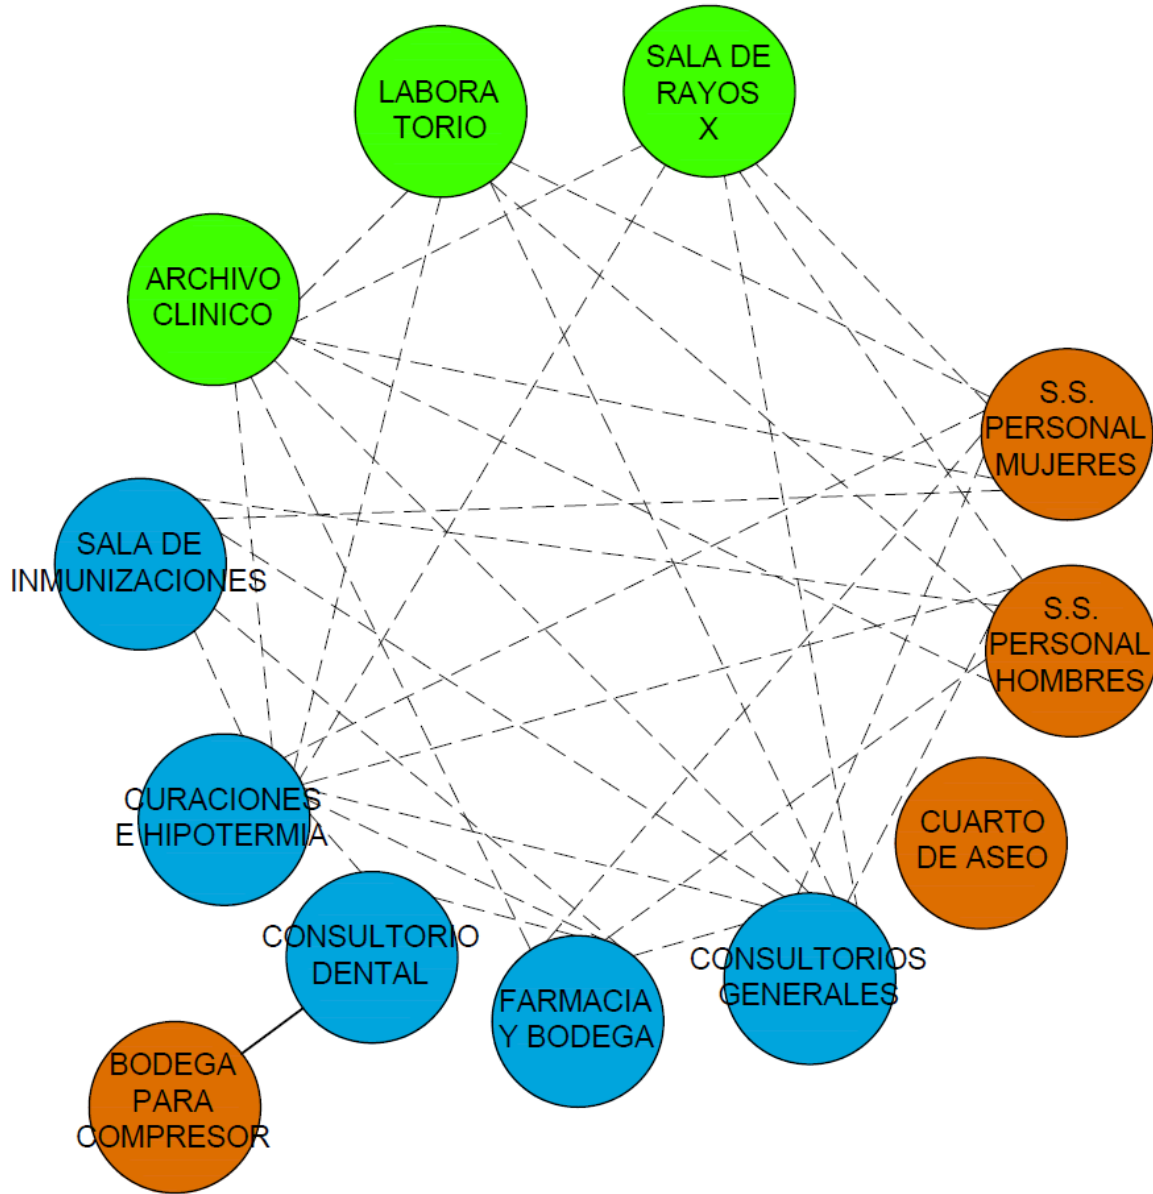 LABORA
TORIO
SALA DE
RAYOS
X
ARCHIVO
CLINICO
S.S.
PERSONAL
MUJERES
SALA DE
INMUNIZACIONES
S.S.
PERSONAL
HOMBRES
CURACIONES
E HIPOTERMIA
CUARTO
DE ASEO
CONSULTORIO
DENTAL
FARMACIA
Y BODEGA
CONSULTORIOS
GENERALES
BODEGA
PARA
COMPRESOR